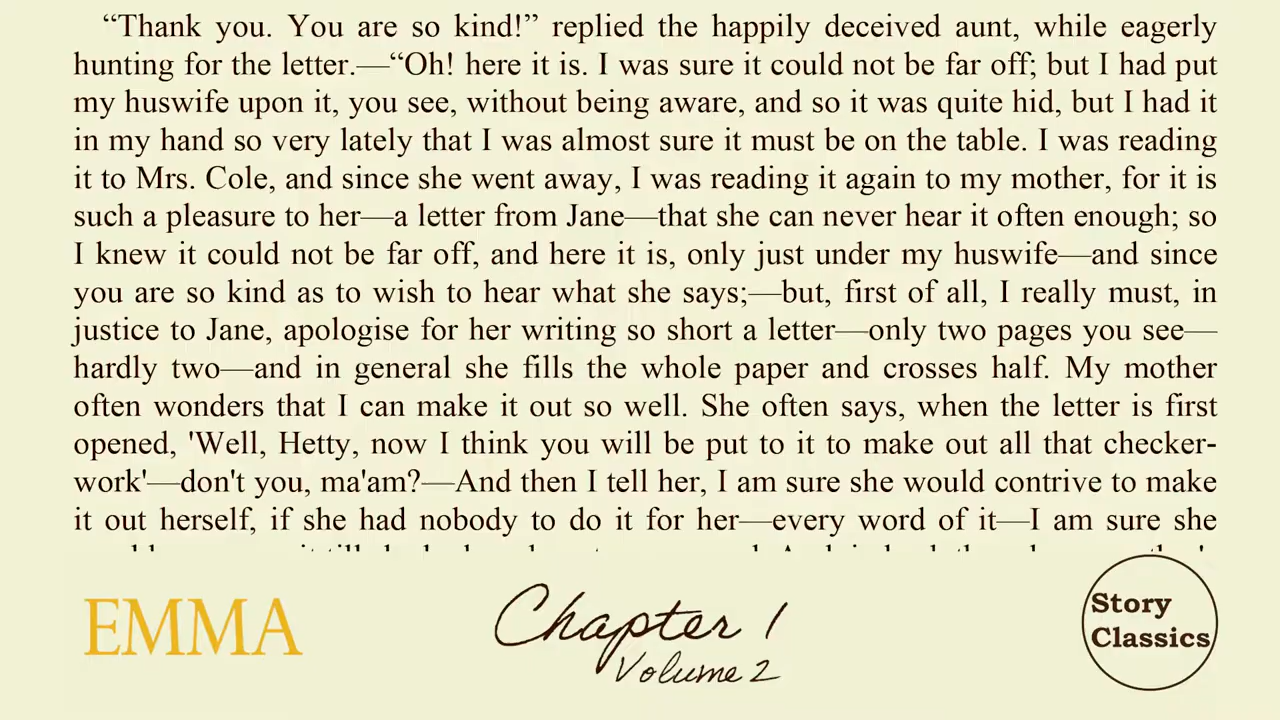 “Thank you. You are so kind!” replied the happily deceived aunt, while eagerly
hunting for the letter.—“Oh! here it is. I was sure it could not be far off; but I had put
my huswife upon it, you see, without being aware, and so it was quite hid, but I had it
in my hand so very lately that I was almost sure it must be on the table. I was reading
it to Mrs. Cole, and since she went away, I was reading it again to my mother, for it is
such a pleasure to her—a letter from Jane—that she can never hear it often enough; so
I knew it could not be far off, and here it is, only just under my huswife—and since
you are so kind as to wish to hear what she says;—but, first of all, I really must, in
justice to Jane, apologise for her writing so short a letter—only two pages you see—
hardly two—and in general she fills the whole paper and crosses half. My mother
often wonders that I can make it out so well. She often says, when the letter is first
opened, 'Well, Hetty, now I think you will be put to it to make out all that checker-
work'—don't you, ma'am?—And then I tell her, I am sure she would contrive to make
it out herself, if she had nobody to do it for her—every word of it—I am sure she
EMMA
Chapter 1
Volume 2
Story
Classics